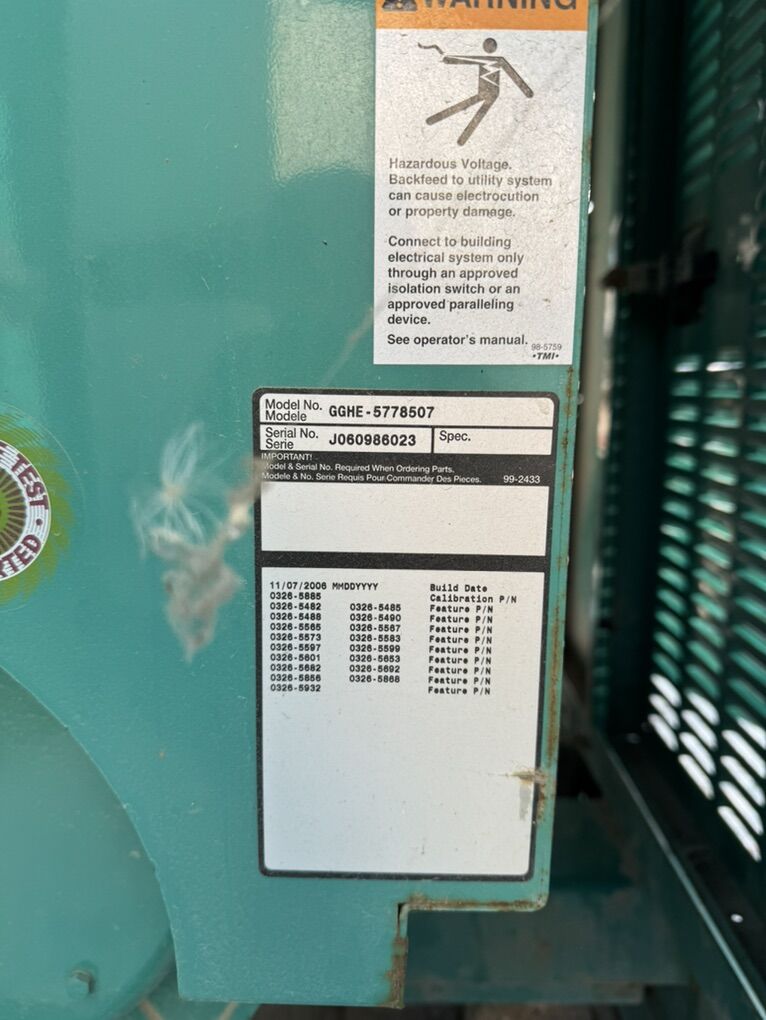 WARNING
Hazardous Voltage.
Backfeed to utility system
can cause electrocution
or property damage.
Connect to building
electrical system only
through an approved
isolation switch or an
approved paralleling
device.
See operator's manual.
98-5759
•TMI•
Model No. GGHE-5778507
Modele
Serial No. J060986023 Spec.
Serie
IMPORTANT!
Model & Serial No. Required When Ordering Parts.
Modele & No. Serie Requis Pour Commander Des Pieces. 99-2433
TEST
11/07/2006 MMDDYYYY Build Date
0326-5885 Calibration P/N
0326-5482 0326-5485 Feature P/N
0326-5488 0326-5490 Feature P/N
0326-5565 0326-5567 Feature P/N
0326-5573 0326-5583 Feature P/N
0326-5597 0326-5599 Feature P/N
0326-5601 0326-5653 Feature P/N
0326-5682 0326-5692 Feature P/N
0326-5856 0326-5868 Feature P/N
0326-5932 Feature P/N